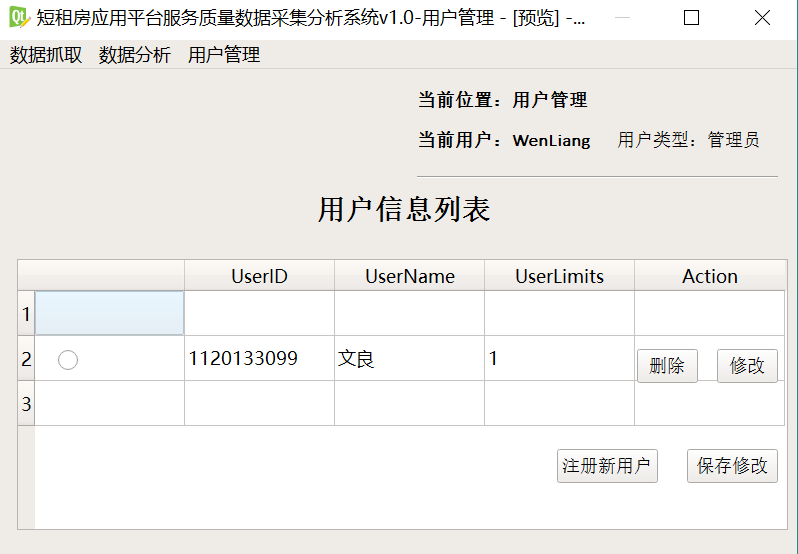 短租房应用平台服务质量数据采集分析系统v1.0-用户管理 - [预览] -...
数据抓取 数据分析 用户管理
当前位置：用户管理
当前用户：WenLiang 用户类型：管理员
用户信息列表
UserID UserName UserLimits Action
1
2 1120133099 文良 1 删除 修改
3
注册新用户 保存修改